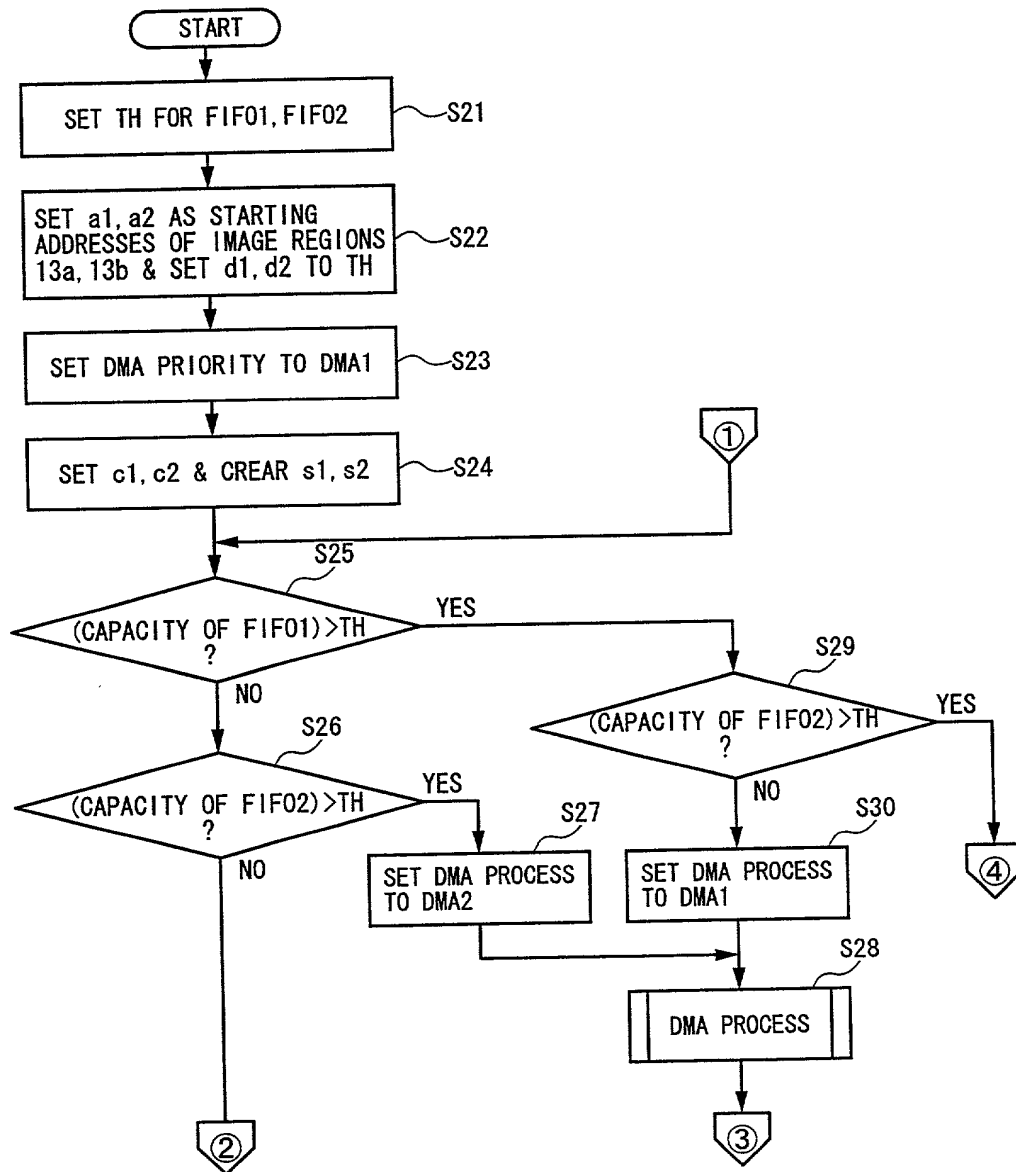 START
SET TH FOR FIFO1, FIFO2
S21
SET a1, a2 AS STARTING
ADDRESSES OF IMAGE REGIONS
13a, 13b & SET d1, d2 TO TH
S22
SET DMA PRIORITY TO DMA1
S23
①
SET c1, c2 & CREAR s1, s2
S24
S25
(CAPACITY OF FIFO1)>TH
?
YES
NO
S29
(CAPACITY OF FIFO2)>TH
?
YES
NO
S26
(CAPACITY OF FIFO2)>TH
?
YES
NO
S27
SET DMA PROCESS
TO DMA2
S30
SET DMA PROCESS
TO DMA1
④
S28
DMA PROCESS
②
③